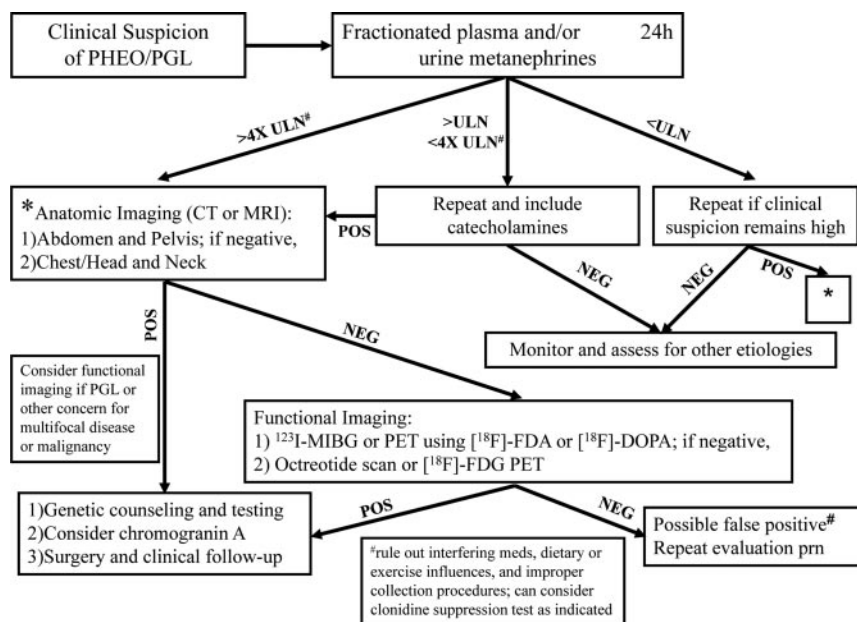 Clinical Suspicion
of PHEO/PGL
Fractionated plasma and/or 24h
urine metanephrines
>4X ULN#
>ULN
<4X ULN#
<ULN
*Anatomic Imaging (CT or MRI):
1)Abdomen and Pelvis; if negative,
2)Chest/Head and Neck
POS
Repeat and include
catecholamines
Repeat if clinical
suspicion remains high
NEG
NEG
POS
*
Monitor and assess for other etiologies
POS
NEG
Consider functional
imaging if PGL or
other concern for
multifocal disease
or malignancy
Functional Imaging:
1) ¹²³I-MIBG or PET using [¹⁸F]-FDA or [¹⁸F]-DOPA; if negative,
2) Octreotide scan or [¹⁸F]-FDG PET
POS
NEG
1)Genetic counseling and testing
2)Consider chromogranin A
3)Surgery and clinical follow-up
Possible false positive#
Repeat evaluation prn
#rule out interfering meds, dietary or
exercise influences, and improper
collection procedures; can consider
clonidine suppression test as indicated